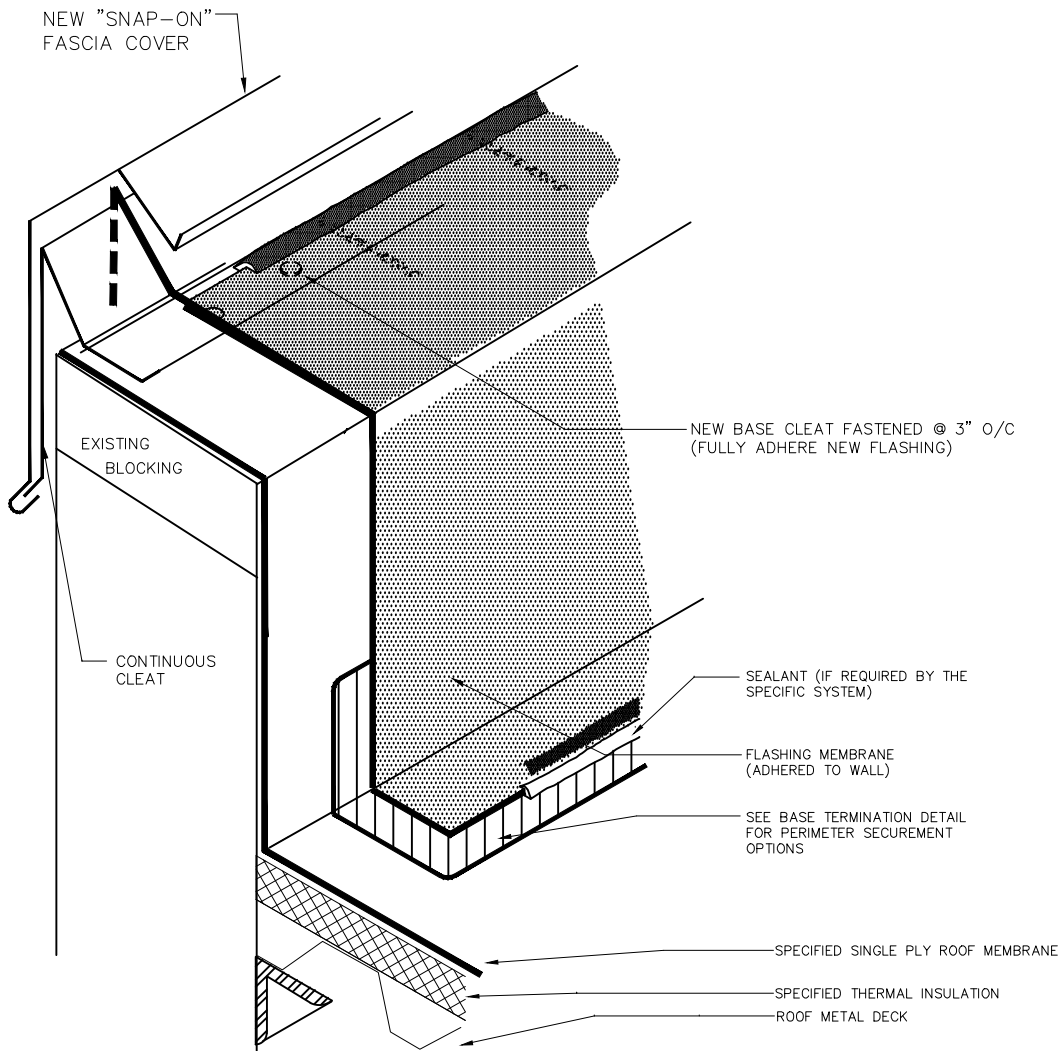 NEW "SNAP-ON"
FASCIA COVER
NEW BASE CLEAT FASTENED @ 3" O/C
(FULLY ADHERE NEW FLASHING)
EXISTING
BLOCKING
CONTINUOUS
CLEAT
SEALANT (IF REQUIRED BY THE
SPECIFIC SYSTEM)
FLASHING MEMBRANE
(ADHERED TO WALL)
SEE BASE TERMINATION DETAIL
FOR PERIMETER SECUREMENT
OPTIONS
SPECIFIED SINGLE PLY ROOF MEMBRANE
SPECIFIED THERMAL INSULATION
ROOF METAL DECK